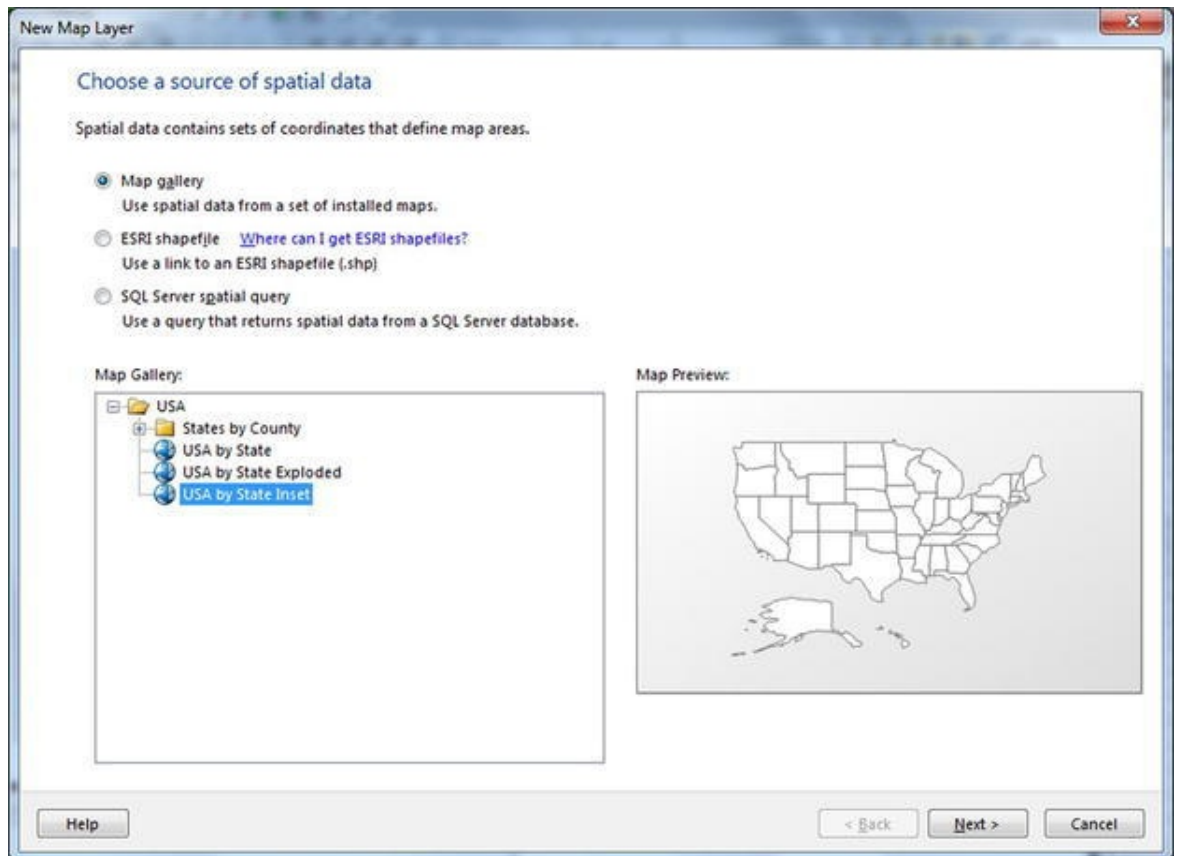 New Map Layer
Choose a source of spatial data
Spatial data contains sets of coordinates that define map areas.
Map gallery
Use spatial data from a set of installed maps.
ESRI shapefile Where can I get ESRI shapefiles?
Use a link to an ESRI shapefile (.shp)
SQL Server spatial query
Use a query that returns spatial data from a SQL Server database.
Map Gallery:
USA
States by County
USA by State
USA by State Exploded
USA by State Inset
Map Preview:
Help
< Back
Next >
Cancel